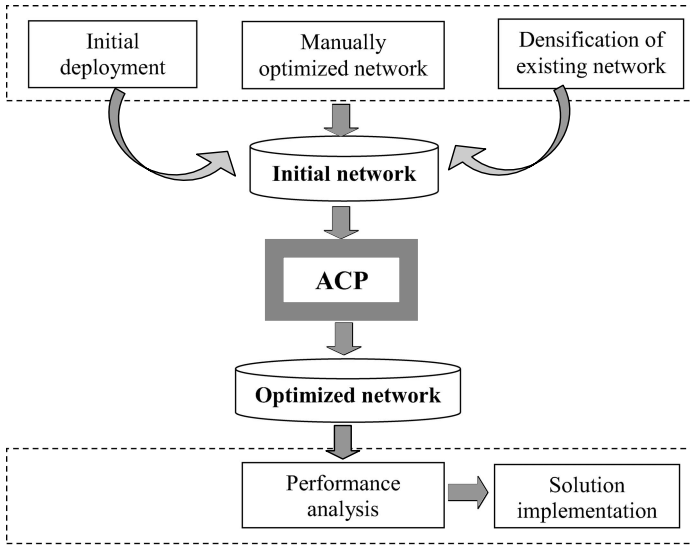 Initial
deployment
Manually
optimized network
Densification of
existing network
Initial network
ACP
Optimized network
Performance
analysis
Solution
implementation